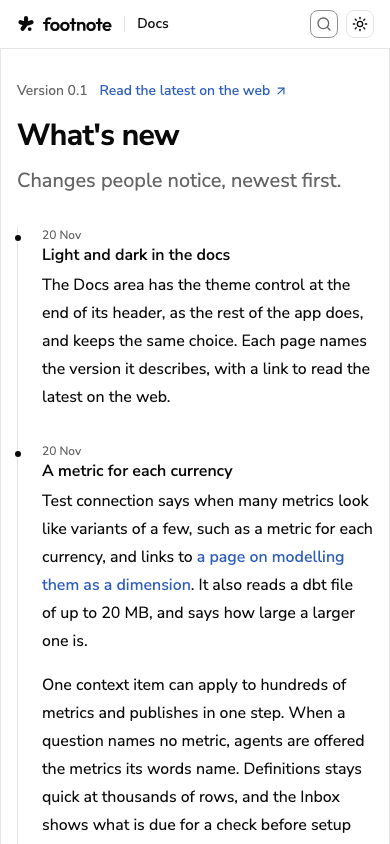 footnote Docs
Version 0.1 Read the latest on the web ↗
What's new
Changes people notice, newest first.
20 Nov
Light and dark in the docs
The Docs area has the theme control at the
end of its header, as the rest of the app does,
and keeps the same choice. Each page names
the version it describes, with a link to read the
latest on the web.
20 Nov
A metric for each currency
Test connection says when many metrics look
like variants of a few, such as a metric for each
currency, and links to a page on modelling
them as a dimension. It also reads a dbt file
of up to 20 MB, and says how large a larger
one is.
One context item can apply to hundreds of
metrics and publishes in one step. When a
question names no metric, agents are offered
the metrics its words name. Definitions stays
quick at thousands of rows, and the Inbox
shows what is due for a check before setup